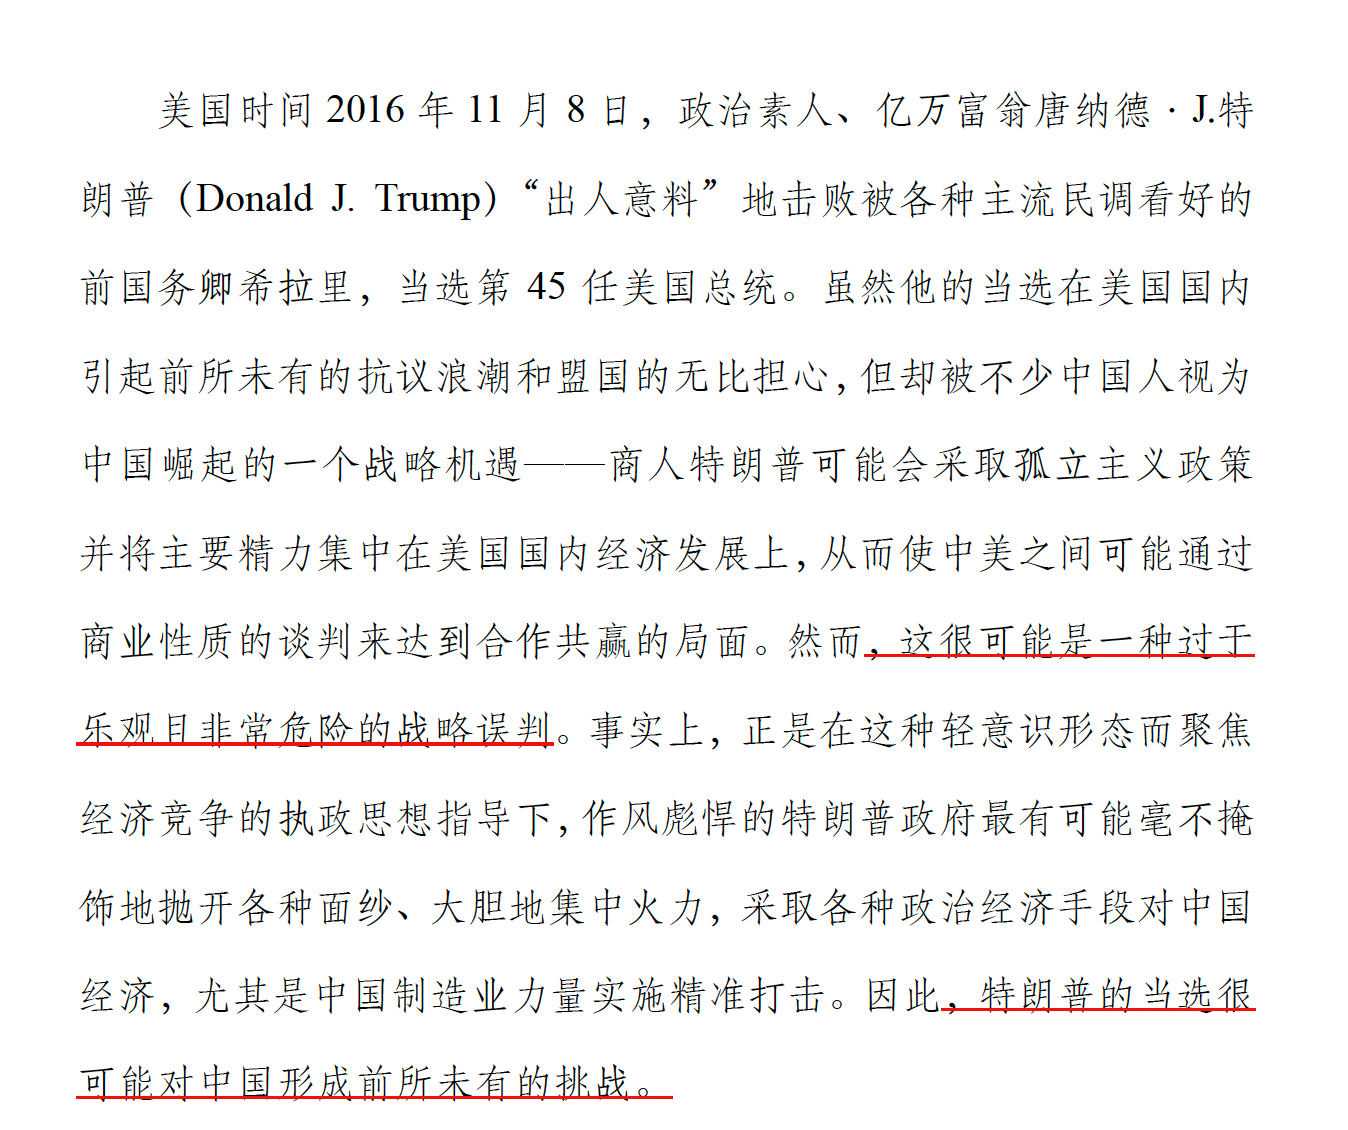 美国时间 2016 年 11 月 8 日，政治素人、亿万富翁唐纳德·J.特
朗普（Donald J. Trump）“出人意料”地击败被各种主流民调看好的
前国务卿希拉里，当选第 45 任美国总统。虽然他的当选在美国国内
引起前所未有的抗议浪潮和盟国的无比担心，但却被不少中国人视为
中国崛起的一个战略机遇——商人特朗普可能会采取孤立主义政策
并将主要精力集中在美国国内经济发展上，从而使中美之间可能通过
商业性质的谈判来达到合作共赢的局面。然而，这很可能是一种过于
乐观且非常危险的战略误判。事实上，正是在这种轻意识形态而聚焦
经济竞争的执政思想指导下，作风彪悍的特朗普政府最有可能毫不掩
饰地抛开各种面纱、大胆地集中火力，采取各种政治经济手段对中国
经济，尤其是中国制造业力量实施精准打击。因此，特朗普的当选很
可能对中国形成前所未有的挑战。